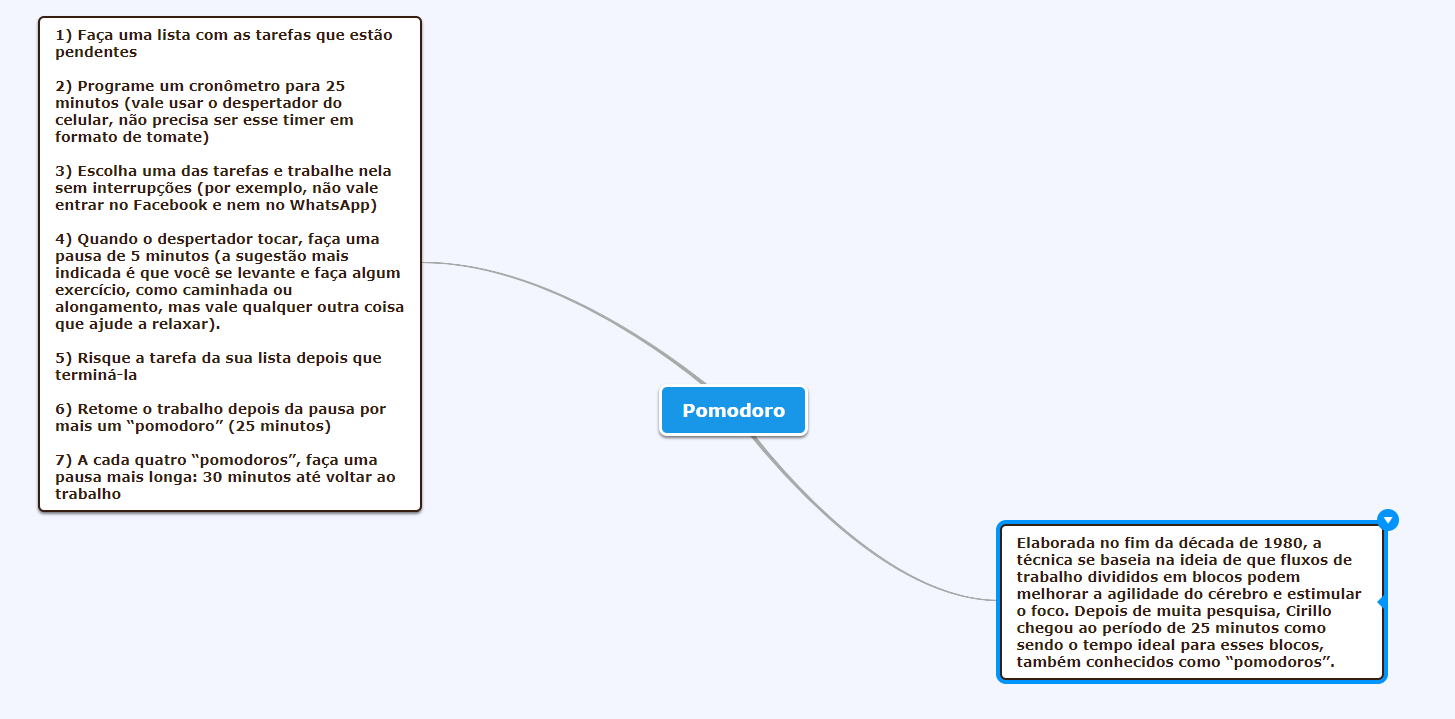 1) Faça uma lista com as tarefas que estão
pendentes
2) Programe um cronômetro para 25
minutos (vale usar o despertador do
celular, não precisa ser esse timer em
formato de tomate)
3) Escolha uma das tarefas e trabalhe nela
sem interrupções (por exemplo, não vale
entrar no Facebook e nem no WhatsApp)
4) Quando o despertador tocar, faça uma
pausa de 5 minutos (a sugestão mais
indicada é que você se levante e faça algum
exercício, como caminhada ou
alongamento, mas vale qualquer outra coisa
que ajude a relaxar).
5) Risque a tarefa da sua lista depois que
terminá-la
6) Retome o trabalho depois da pausa por
mais um “pomodoro” (25 minutos)
7) A cada quatro “pomodoros”, faça uma
pausa mais longa: 30 minutos até voltar ao
trabalho
Pomodoro
Elaborada no fim da década de 1980, a
técnica se baseia na ideia de que fluxos de
trabalho divididos em blocos podem
melhorar a agilidade do cérebro e estimular
o foco. Depois de muita pesquisa, Cirillo
chegou ao período de 25 minutos como
sendo o tempo ideal para esses blocos,
também conhecidos como “pomodoros”.